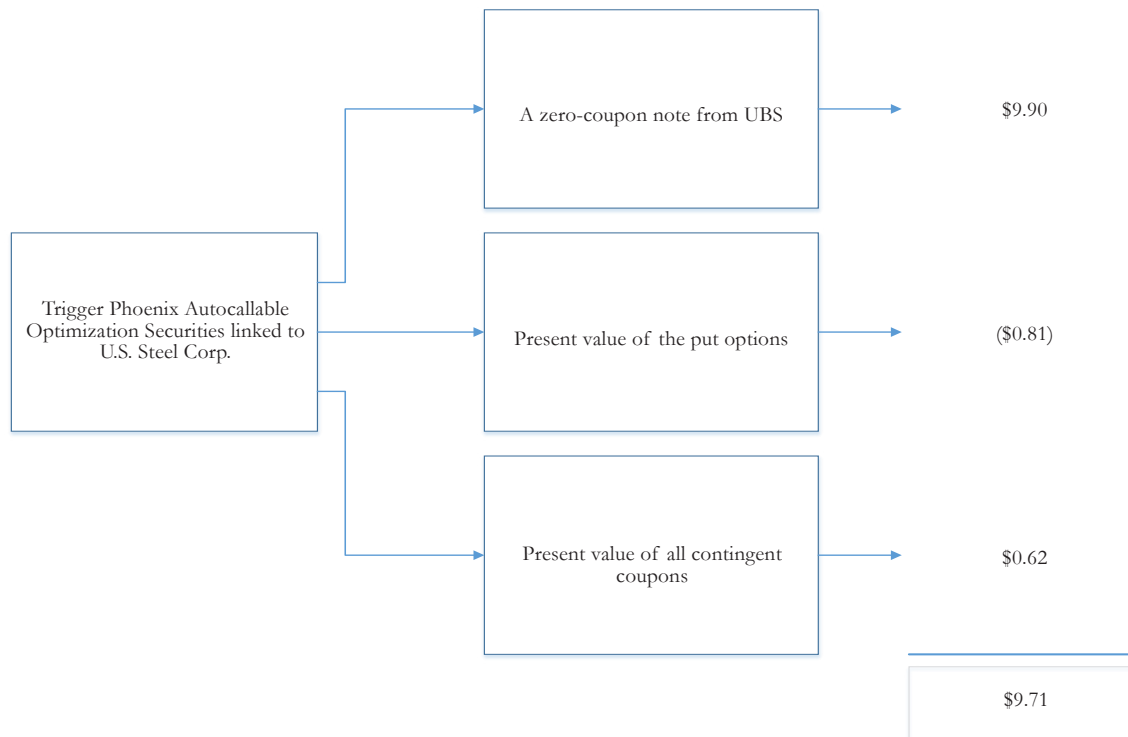 A zero-coupon note from UBS
$9.90
Trigger Phoenix Autocallable
Optimization Securities linked to
U.S. Steel Corp.
Present value of the put options
($0.81)
Present value of all contingent
coupons
$0.62
$9.71